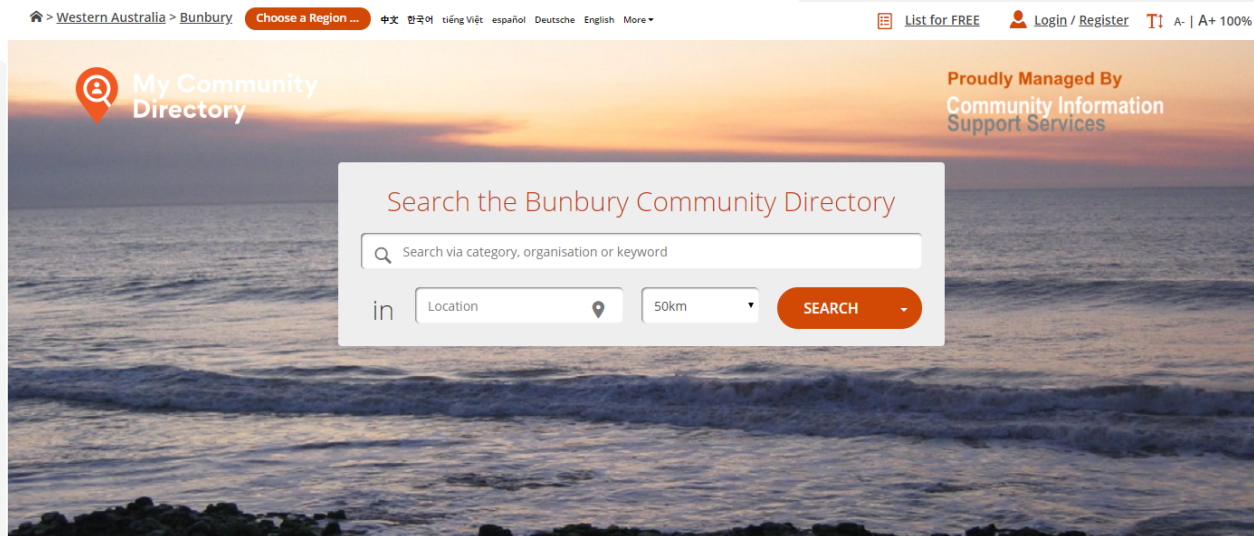 > Western Australia > Bunbury Choose a Region ... 中文 한국어 tiếng Việt español Deutsche English More List for FREE Login / Register A- | A+ 100%
My Community
Directory
Proudly Managed By
Community Information
Support Services
Search the Bunbury Community Directory
Search via category, organisation or keyword
in Location 50km SEARCH